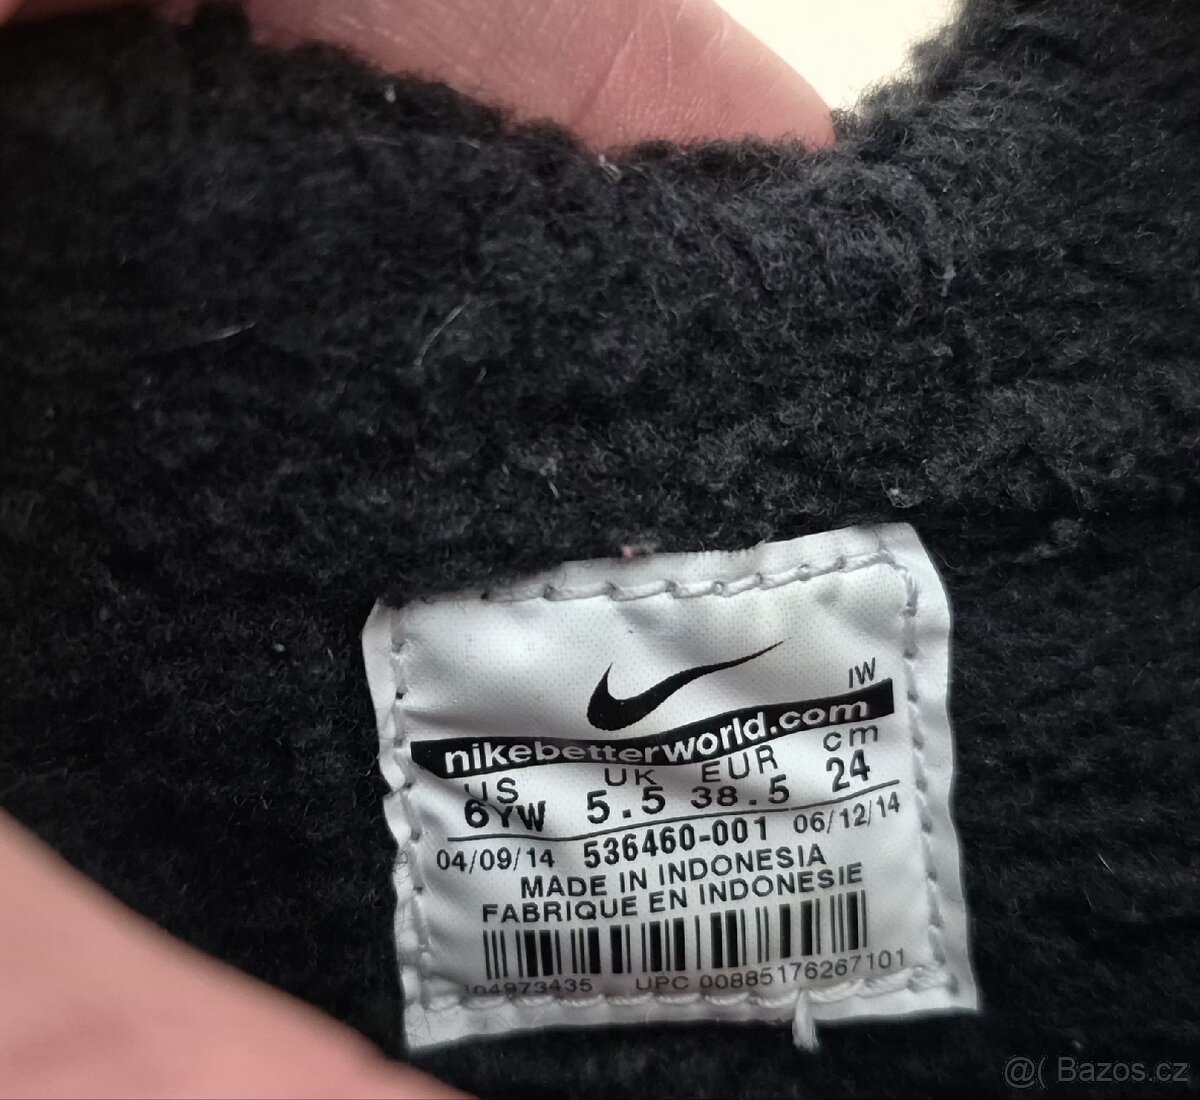 IW
nikebetterworld.com
US UK EUR cm
6YW 5.5 38.5 24
04/09/14 536460-001 06/12/14
MADE IN INDONESIA
FABRIQUE EN INDONESIE
104973435 UPC 00885176267101
@( Bazos.cz